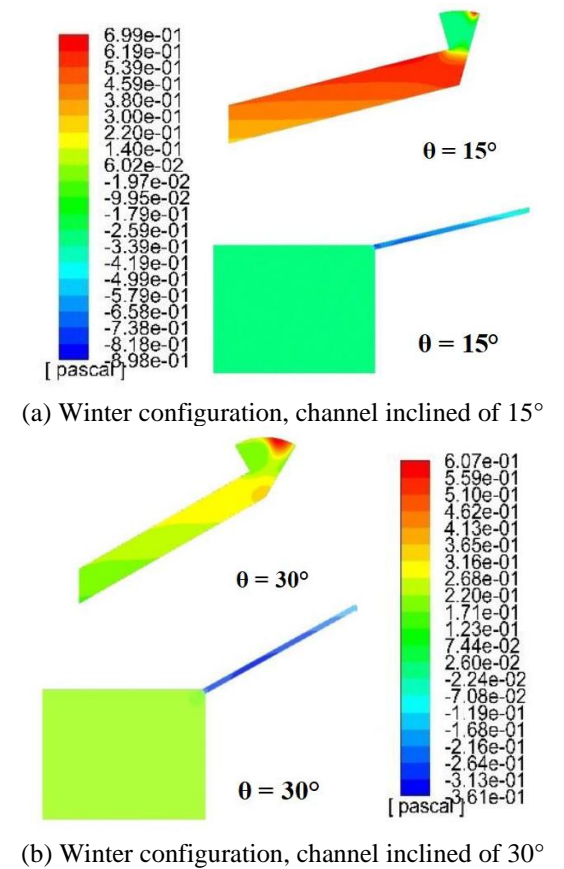 6.99e-01
6.19e-01
5.39e-01
4.59e-01
3.80e-01
3.00e-01
2.20e-01
1.40e-01
6.02e-02
-1.97e-02
-9.95e-02
-1.79e-01
-2.59e-01
-3.39e-01
-4.19e-01
-4.99e-01
-5.79e-01
-6.58e-01
-7.38e-01
-8.18e-01
-8.98e-01
[ pascal ]
θ = 15°
θ = 15°
(a) Winter configuration, channel inclined of 15°
θ = 30°
θ = 30°
6.07e-01
5.59e-01
5.10e-01
4.62e-01
4.13e-01
3.65e-01
3.16e-01
2.68e-01
2.20e-01
1.71e-01
1.23e-01
7.44e-02
2.60e-02
-2.24e-02
-7.08e-02
-1.19e-01
-1.68e-01
-2.16e-01
-2.64e-01
-3.13e-01
-3.61e-01
[ pascal ]
(b) Winter configuration, channel inclined of 30°